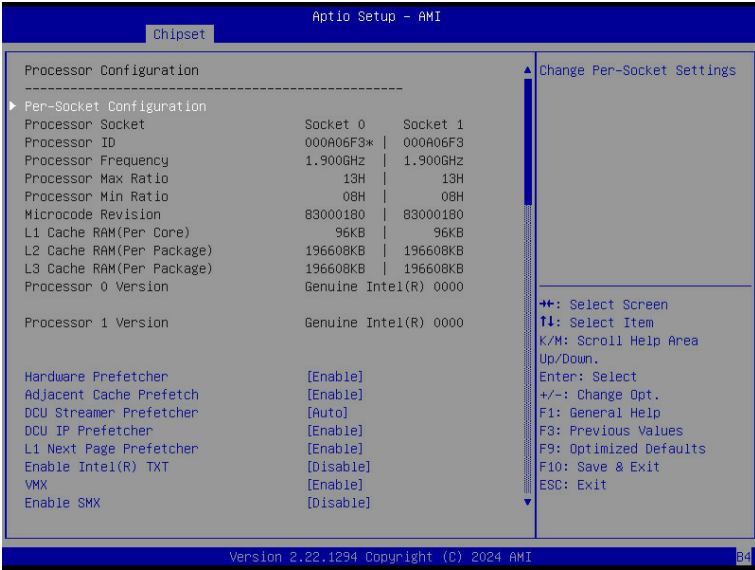 Aptio Setup - AMI
Chipset
Processor Configuration
--------------------------------------------------
Per-Socket Configuration
Processor Socket Socket 0 Socket 1
Processor ID 000A06F3* | 000A06F3
Processor Frequency 1.900GHz | 1.900GHz
Processor Max Ratio 13H | 13H
Processor Min Ratio 08H | 08H
Microcode Revision 83000180 | 83000180
L1 Cache RAM(Per Core) 96KB | 96KB
L2 Cache RAM(Per Package) 196608KB | 196608KB
L3 Cache RAM(Per Package) 196608KB | 196608KB
Processor 0 Version Genuine Intel(R) 0000
Processor 1 Version Genuine Intel(R) 0000
Hardware Prefetcher [Enable]
Adjacent Cache Prefetch [Enable]
DCU Streamer Prefetcher [Auto]
DCU IP Prefetcher [Enable]
L1 Next Page Prefetcher [Enable]
Enable Intel(R) TXT [Disable]
VMX [Enable]
Enable SMX [Disable]
Change Per-Socket Settings
→←: Select Screen
↑↓: Select Item
K/M: Scroll Help Area
Up/Down.
Enter: Select
+/-: Change Opt.
F1: General Help
F3: Previous Values
F9: Optimized Defaults
F10: Save & Exit
ESC: Exit
Version 2.22.1294 Copyright (C) 2024 AMI
B4